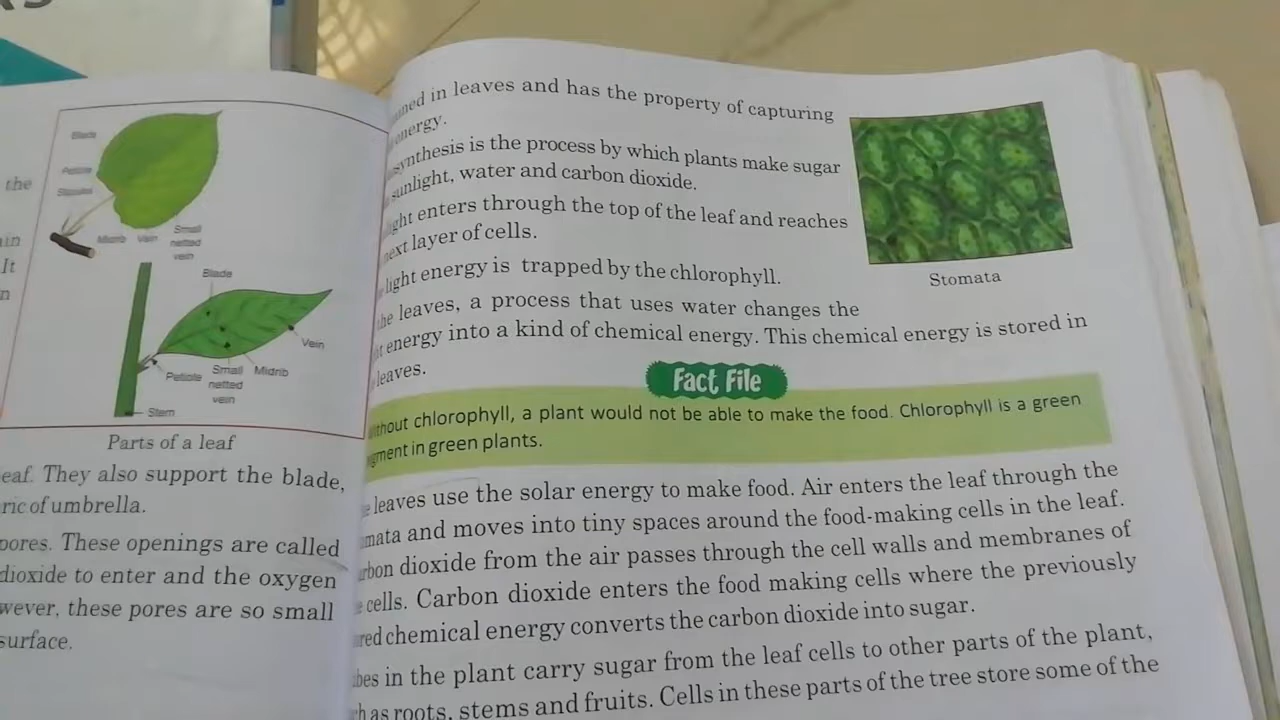 Blade
Petiole
Stipules
Midrib Vein Small netted vein
Blade
Vein
Petiole Small netted vein Midrib
Stem
Parts of a leaf
the
It
eaf. They also support the blade,
ric of umbrella.
pores. These openings are called
dioxide to enter and the oxygen
wever, these pores are so small
surface.
ned in leaves and has the property of capturing
energy.
synthesis is the process by which plants make sugar
sunlight, water and carbon dioxide.
ght enters through the top of the leaf and reaches
ext layer of cells.
light energy is trapped by the chlorophyll.
he leaves, a process that uses water changes the
t energy into a kind of chemical energy. This chemical energy is stored in
leaves.
Stomata
Fact File
ithout chlorophyll, a plant would not be able to make the food. Chlorophyll is a green
gment in green plants.
leaves use the solar energy to make food. Air enters the leaf through the
mata and moves into tiny spaces around the food-making cells in the leaf.
rbon dioxide from the air passes through the cell walls and membranes of
cells. Carbon dioxide enters the food making cells where the previously
red chemical energy converts the carbon dioxide into sugar.
bes in the plant carry sugar from the leaf cells to other parts of the plant,
h as roots, stems and fruits. Cells in these parts of the tree store some of the